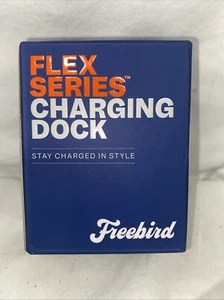 FLEX
SERIES™
CHARGING
DOCK
STAY CHARGED IN STYLE
Freebird